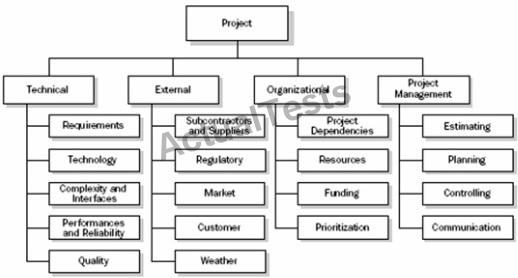 Project
Technical
External
Organizational
Project
Management
Requirements
Technology
Complexity and
Interfaces
Performances
and Reliability
Quality
Subcontractors
and Suppliers
Regulatory
Market
Customer
Weather
Project
Dependencies
Resources
Funding
Prioritization
Estimating
Planning
Controlling
Communication
ActualTests